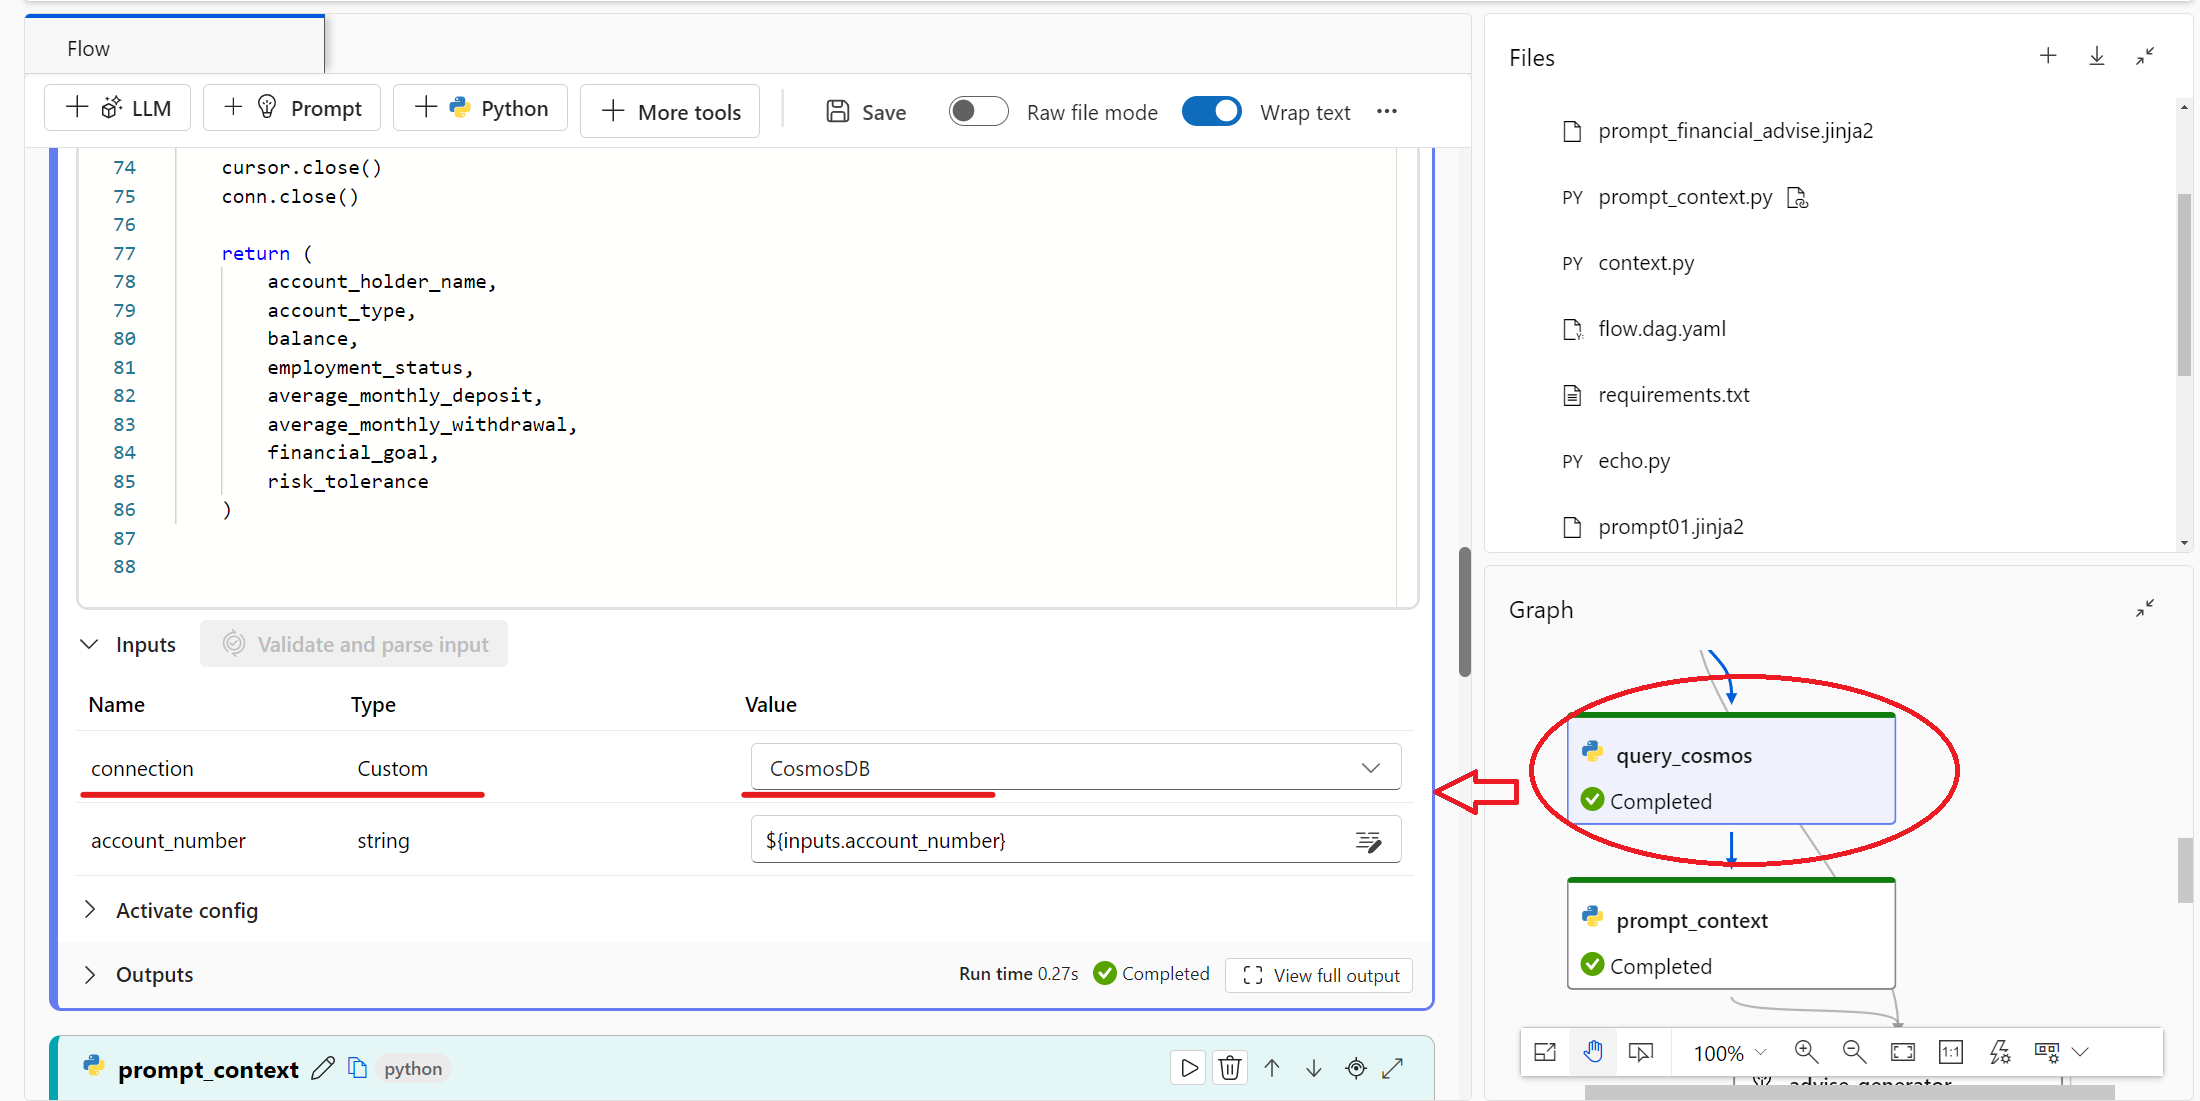 Flow
LLM
Prompt
Python
More tools
Save
Raw file mode
Wrap text
74 cursor.close()
75 conn.close()
76
77 return (
78 account_holder_name,
79 account_type,
80 balance,
81 employment_status,
82 average_monthly_deposit,
83 average_monthly_withdrawal,
84 financial_goal,
85 risk_tolerance
86 )
87
88
Inputs Validate and parse input
Name Type Value
connection Custom CosmosDB
account_number string ${inputs.account_number}
Activate config
Outputs Run time 0.27s Completed View full output
prompt_context python
Files
prompt_financial_advise.jinja2
PY prompt_context.py
PY context.py
flow.dag.yaml
requirements.txt
PY echo.py
prompt01.jinja2
Graph
query_cosmos
Completed
prompt_context
Completed
100% 1:1
advise_generator